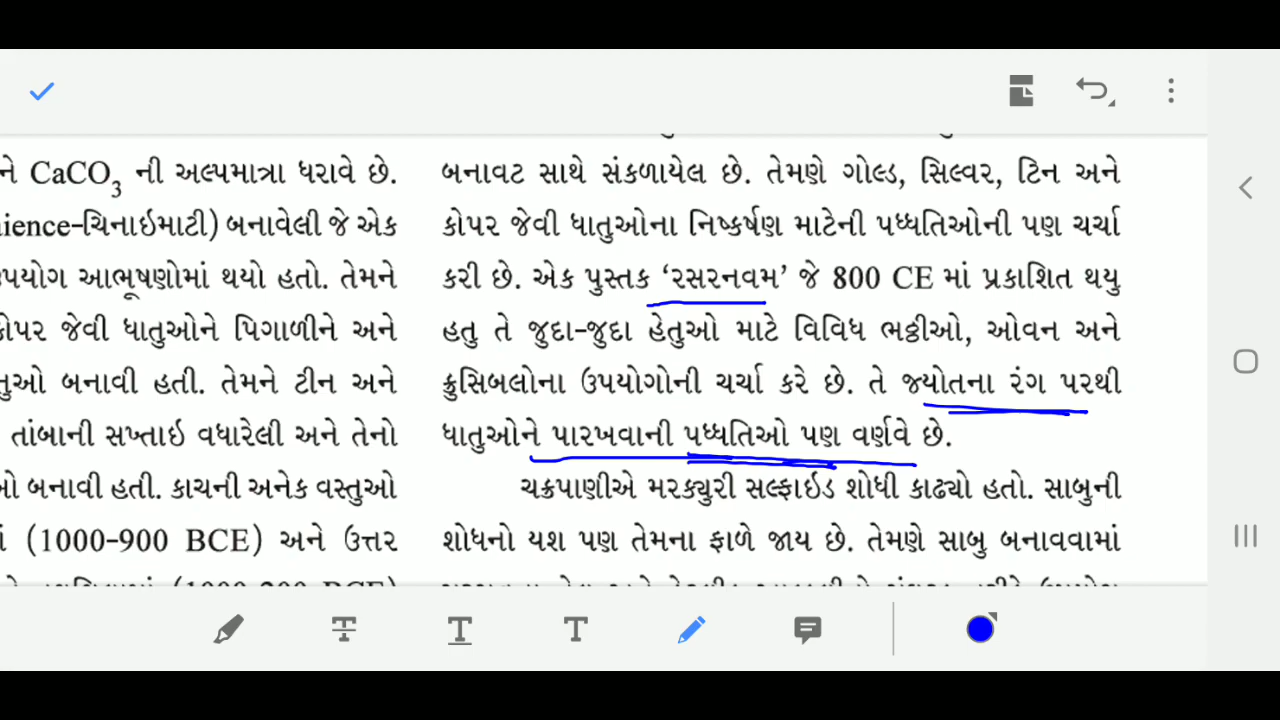 ને CaCO₃ ની અલ્પમાત્રા ધરાવે છે.
ience-ચિનાઇમાટી) બનાવેલી જે એક
ઉપયોગ આભૂષણોમાં થયો હતો. તેમને
કોપર જેવી ધાતુઓને પિગાળીને અને
તુઓ બનાવી હતી. તેમને ટીન અને
તાંબાની સખ્તાઇ વધારેલી અને તેનો
ઓ બનાવી હતી. કાચની અનેક વસ્તુઓ
(1000-900 BCE) અને ઉત્તર
બનાવટ સાથે સંકળાયેલ છે. તેમણે ગોલ્ડ, સિલ્વર, ટિન અને
કોપર જેવી ધાતુઓના નિષ્કર્ષણ માટેની પધ્ધતિઓની પણ ચર્ચા
કરી છે. એક પુસ્તક ‘રસરનવમ’ જે 800 CE માં પ્રકાશિત થયુ
હતુ તે જુદા-જુદા હેતુઓ માટે વિવિધ ભઠ્ઠીઓ, ઓવન અને
ક્રુસિબલોના ઉપયોગોની ચર્ચા કરે છે. તે જ્યોતના રંગ પરથી
ધાતુઓને પારખવાની પધ્ધતિઓ પણ વર્ણવે છે.
ચક્રપાણીએ મરક્યુરી સલ્ફાઇડ શોધી કાઢ્યો હતો. સાબુની
શોધનો યશ પણ તેમના ફાળે જાય છે. તેમણે સાબુ બનાવવામાં